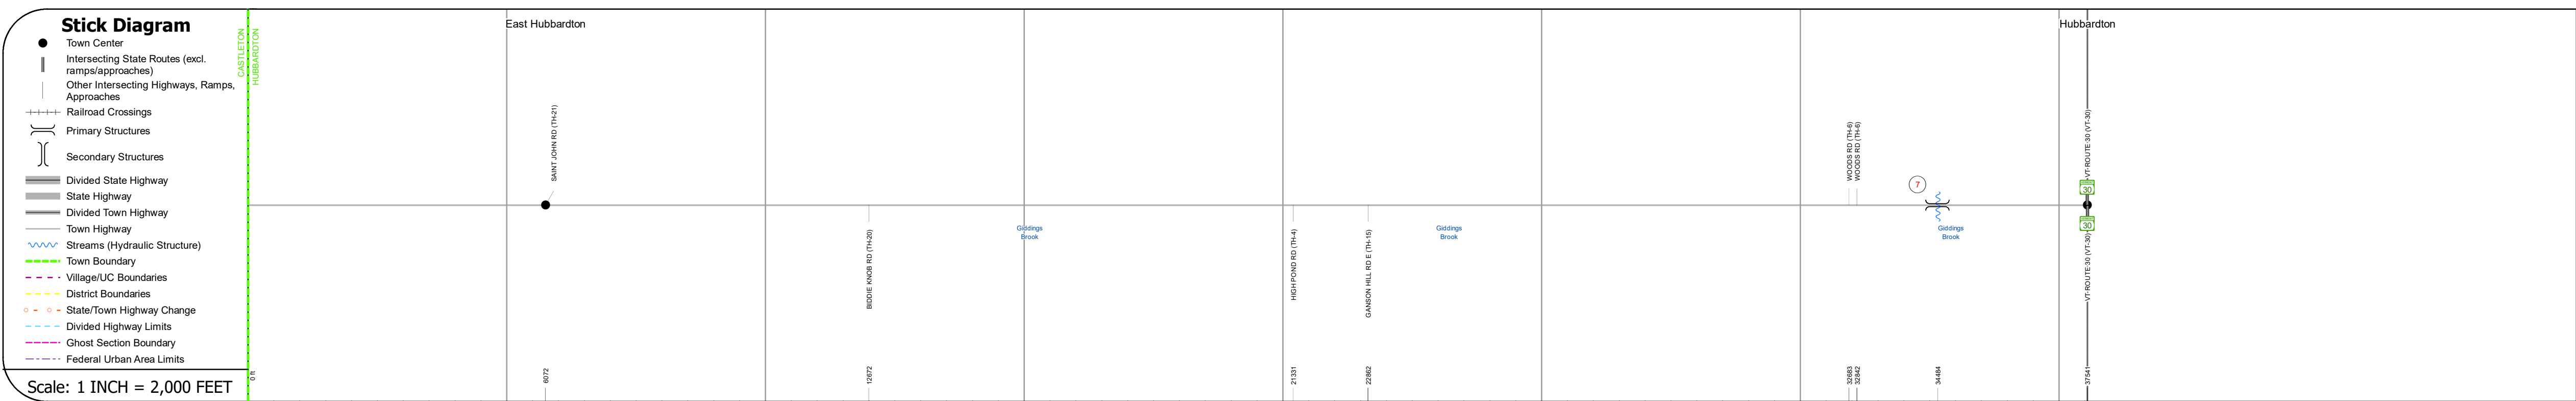 Stick Diagram
Town Center
Intersecting State Routes (excl.
ramps/approaches)
Other Intersecting Highways, Ramps,
Approaches
Railroad Crossings
Primary Structures
Secondary Structures
Divided State Highway
State Highway
Divided Town Highway
Town Highway
Streams (Hydraulic Structure)
Town Boundary
Village/UC Boundaries
District Boundaries
State/Town Highway Change
Divided Highway Limits
Ghost Section Boundary
Federal Urban Area Limits
Scale: 1 INCH = 2,000 FEET
CASTLETON
HUBBARDTON
East Hubbardton
Hubbardton
SAINT JOHN RD (TH-21)
BIDDIE KNOB RD (TH-20)
Giddings
Brook
HIGH POND RD (TH-4)
GANSON HILL RD E (TH-15)
Giddings
Brook
WOODS RD (TH-6)
WOODS RD (TH-6)
7
Giddings
Brook
VT-ROUTE-30 (VT-30)
30
30
VT-ROUTE-30 (VT-30)
0 ft
6072
12672
21331
22862
32683
32842
34484
37541